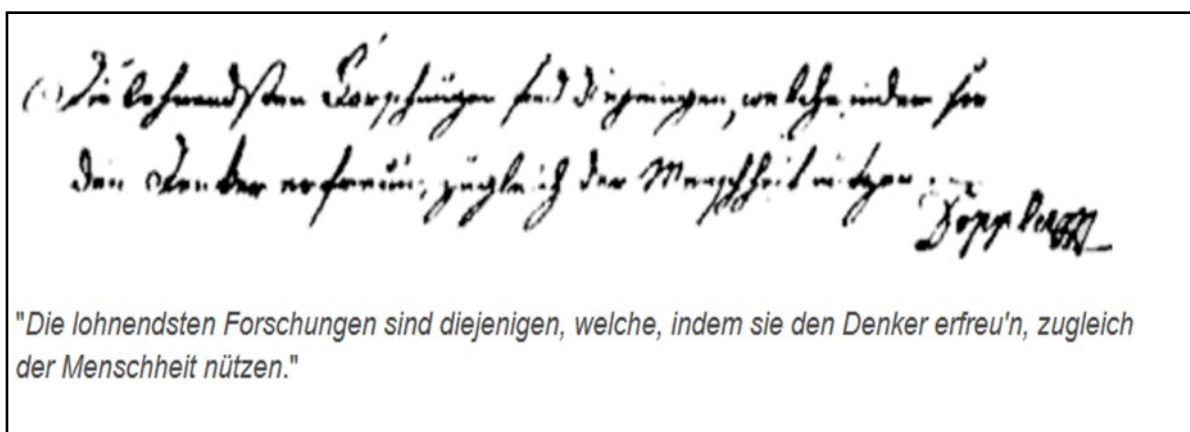 Die lohnendsten Forschungen sind diejenigen, welche, indem sie
den Denker erfreu'n, zugleich der Menschheit nützen.
Doppler
"Die lohnendsten Forschungen sind diejenigen, welche, indem sie den Denker erfreu'n, zugleich
der Menschheit nützen."